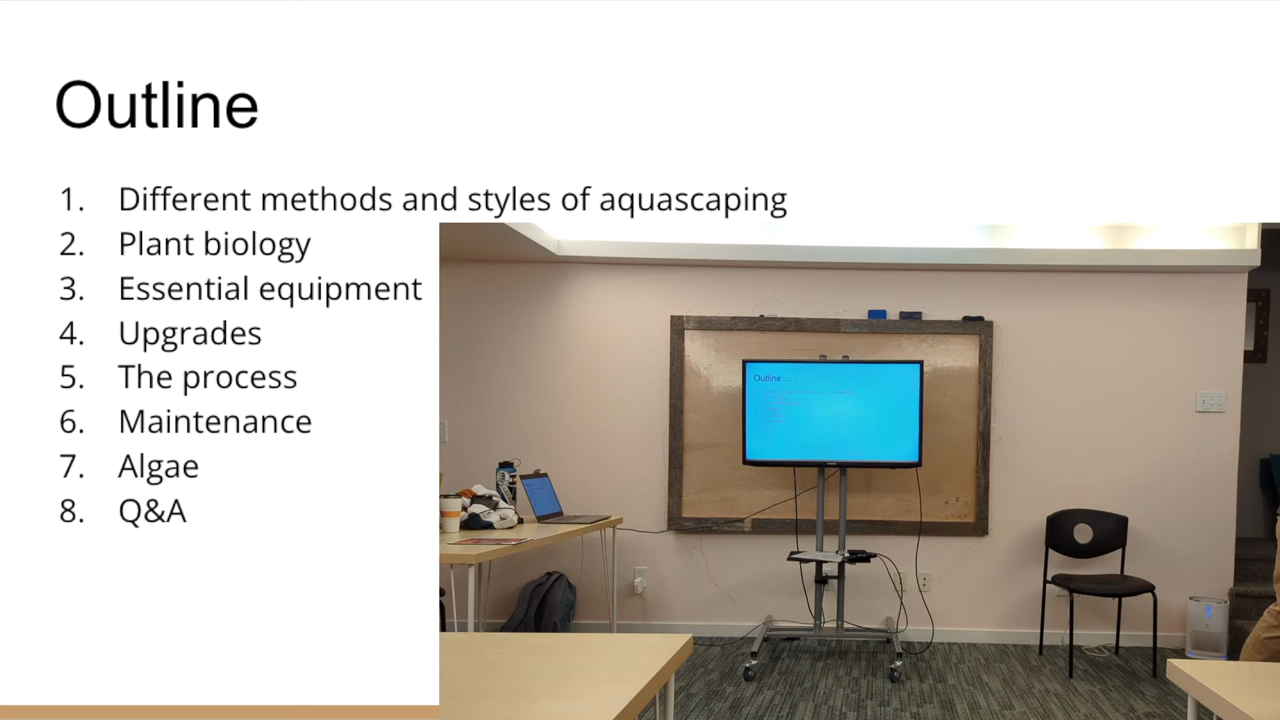 Outline
1. Different methods and styles of aquascaping
2. Plant biology
3. Essential equipment
4. Upgrades
5. The process
6. Maintenance
7. Algae
8. Q&A
Outline